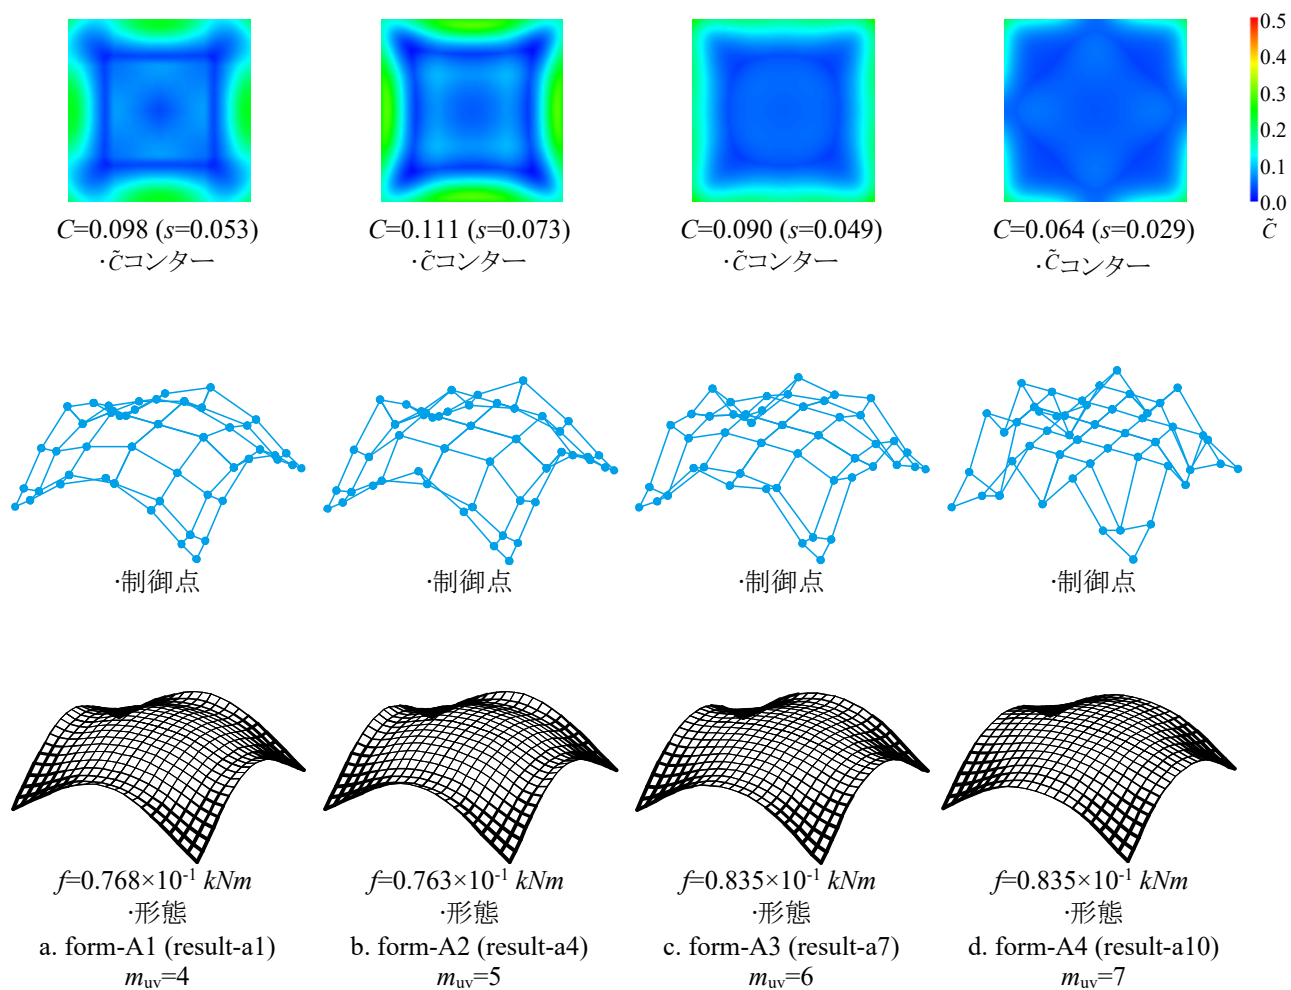 0.5
0.4
0.3
0.2
0.1
0.0
C̃
C=0.098 (s=0.053)
·C̃コンター
C=0.111 (s=0.073)
·C̃コンター
C=0.090 (s=0.049)
·C̃コンター
C=0.064 (s=0.029)
·C̃コンター
·制御点
·制御点
·制御点
·制御点
f=0.768×10⁻¹ kNm
·形態
a. form-A1 (result-a1)
mᵤᵥ=4
f=0.763×10⁻¹ kNm
·形態
b. form-A2 (result-a4)
mᵤᵥ=5
f=0.835×10⁻¹ kNm
·形態
c. form-A3 (result-a7)
mᵤᵥ=6
f=0.835×10⁻¹ kNm
·形態
d. form-A4 (result-a10)
mᵤᵥ=7